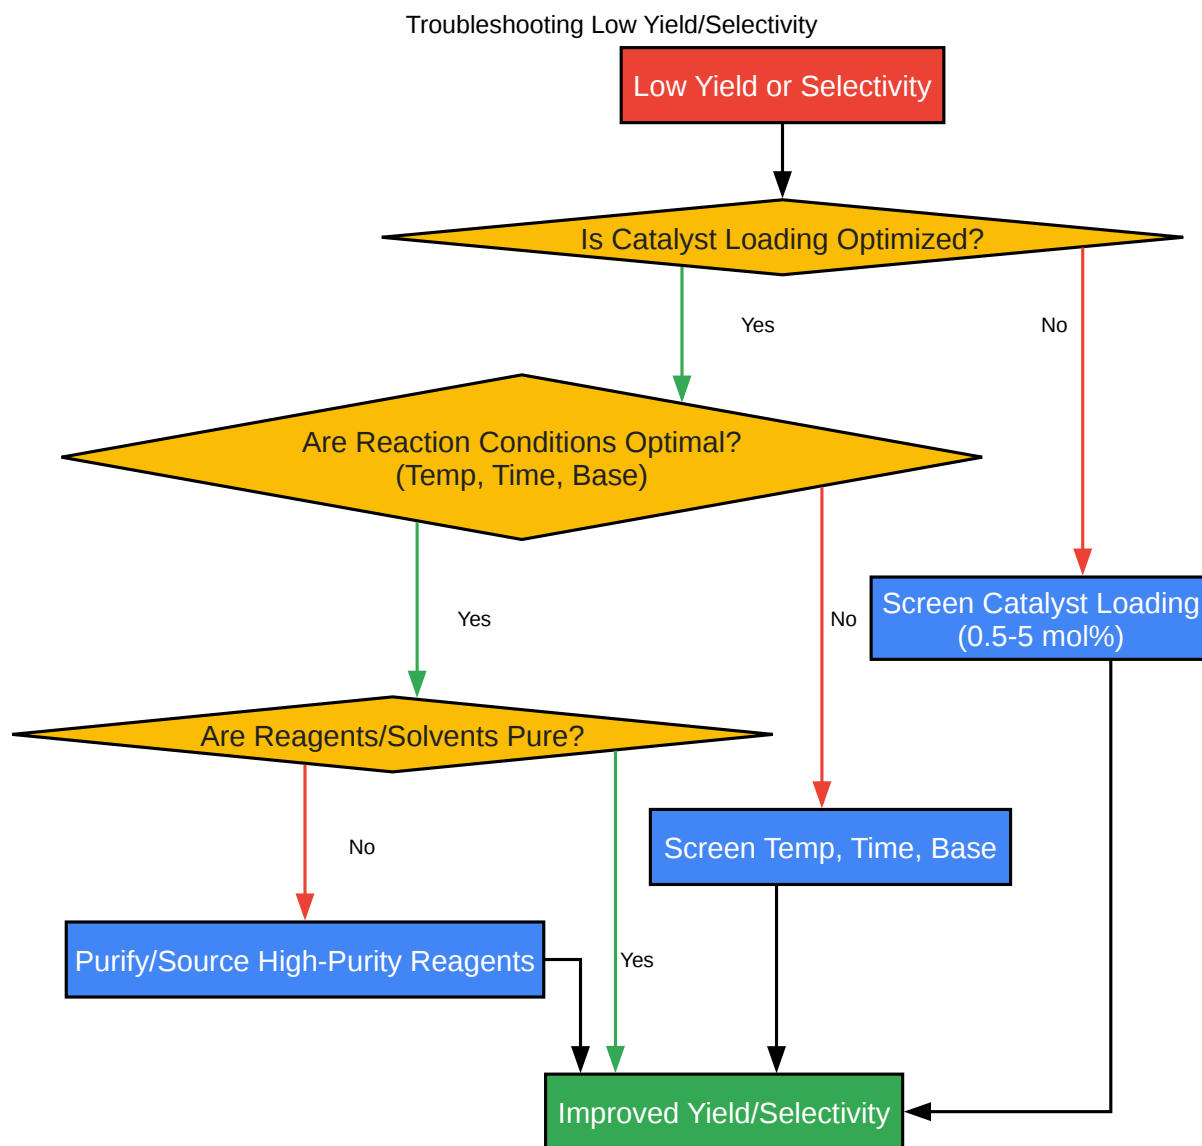 Troubleshooting Low Yield/Selectivity
Low Yield or Selectivity
Is Catalyst Loading Optimized?
Yes
No
Are Reaction Conditions Optimal?
(Temp, Time, Base)
Yes
No
Screen Catalyst Loading
(0.5-5 mol%)
Are Reagents/Solvents Pure?
No
Screen Temp, Time, Base
Purify/Source High-Purity Reagents
Yes
Improved Yield/Selectivity